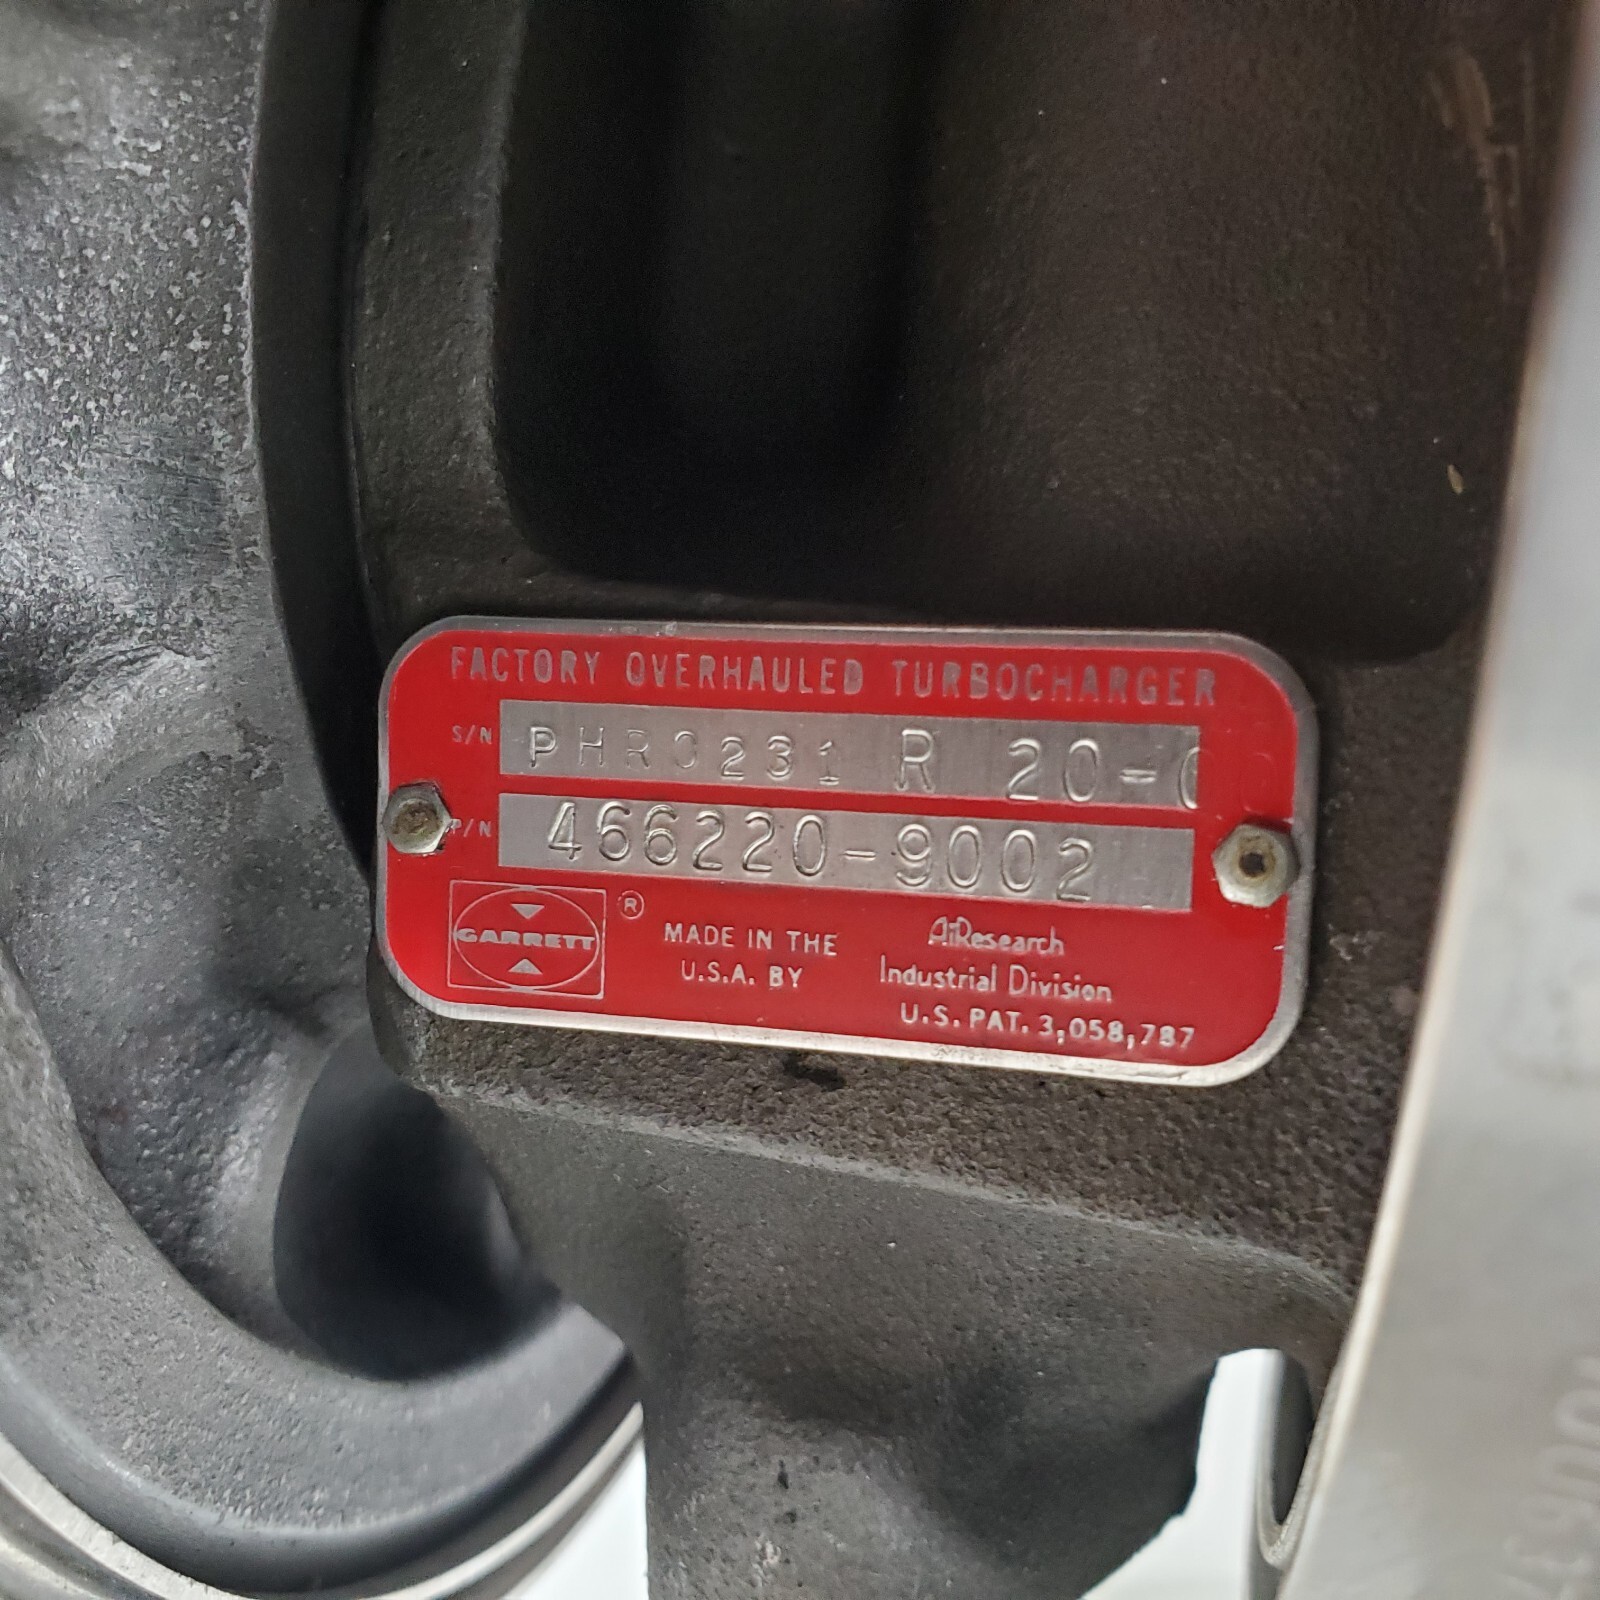 FACTORY OVERHAULED TURBOCHARGER
S/N PHR0231 R 20-
P/N 466220-9002
GARRETT ®
MADE IN THE
U.S.A. BY
AiResearch
Industrial Division
U.S. PAT. 3,058,787